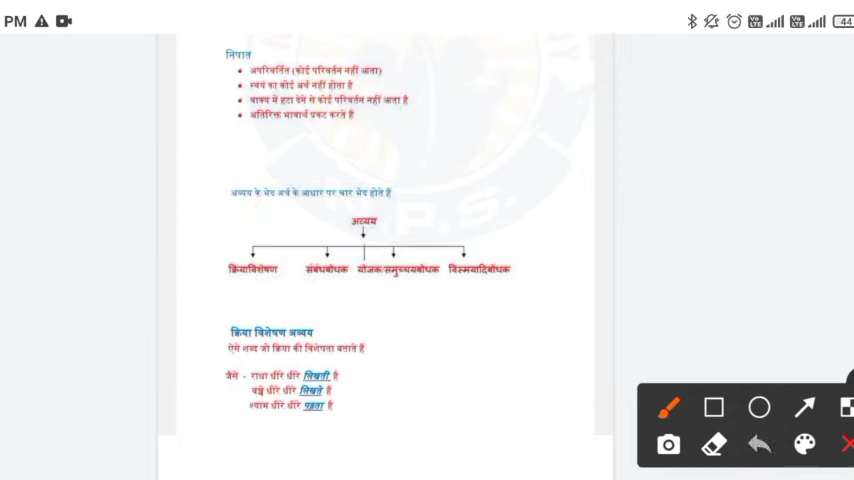 PM
44
निपात
• अपरिवर्तित (कोई परिवर्तन नहीं आता)
• स्वयं का कोई अर्थ नहीं होता है
• वाक्य में हटा देने से कोई परिवर्तन नहीं आता है
• अतिरिक्त भावार्थ प्रकट करते हैं
अव्यय के भेद अर्थ के आधार पर चार भेद होते हैं
अव्यय
क्रियाविशेषण संबंधबोधक योजक/समुच्चयबोधक विस्मयादिबोधक
क्रिया विशेषण अव्यय
ऐसे शब्द जो क्रिया की विशेषता बताते हैं
जैसे - राधा धीरे धीरे लिखती है
बच्चे धीरे धीरे लिखते हैं
श्याम धीरे धीरे पढ़ता है